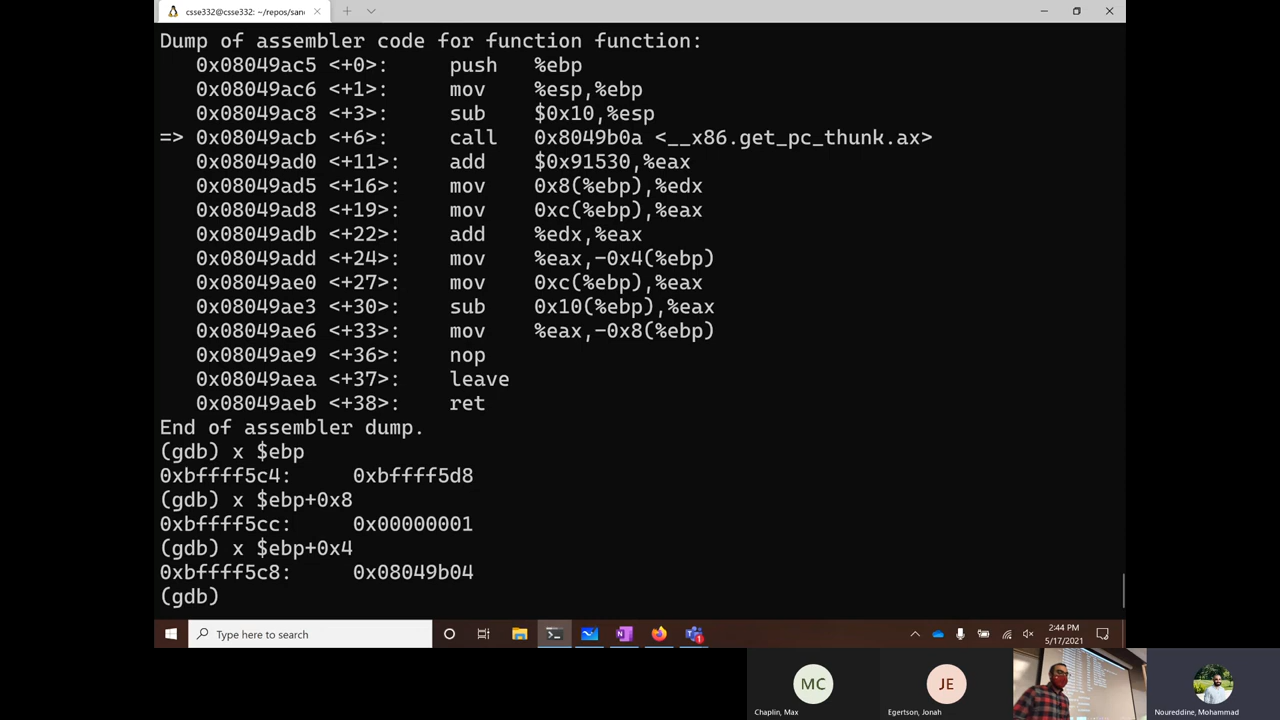 csse332@csse332: ~/repos/san
Dump of assembler code for function function:
0x08049ac5 <+0>: push %ebp
0x08049ac6 <+1>: mov %esp,%ebp
0x08049ac8 <+3>: sub $0x10,%esp
=> 0x08049acb <+6>: call 0x8049b0a <__x86.get_pc_thunk.ax>
0x08049ad0 <+11>: add $0x91530,%eax
0x08049ad5 <+16>: mov 0x8(%ebp),%edx
0x08049ad8 <+19>: mov 0xc(%ebp),%eax
0x08049adb <+22>: add %edx,%eax
0x08049add <+24>: mov %eax,-0x4(%ebp)
0x08049ae0 <+27>: mov 0xc(%ebp),%eax
0x08049ae3 <+30>: sub 0x10(%ebp),%eax
0x08049ae6 <+33>: mov %eax,-0x8(%ebp)
0x08049ae9 <+36>: nop
0x08049aea <+37>: leave
0x08049aeb <+38>: ret
End of assembler dump.
(gdb) x $ebp
0xbffff5c4: 0xbffff5d8
(gdb) x $ebp+0x8
0xbffff5cc: 0x00000001
(gdb) x $ebp+0x4
0xbffff5c8: 0x08049b04
(gdb)
Type here to search
2:44 PM
5/17/2021
MC
JE
Chaplin, Max
Egertson, Jonah
Noureddine, Mohammad